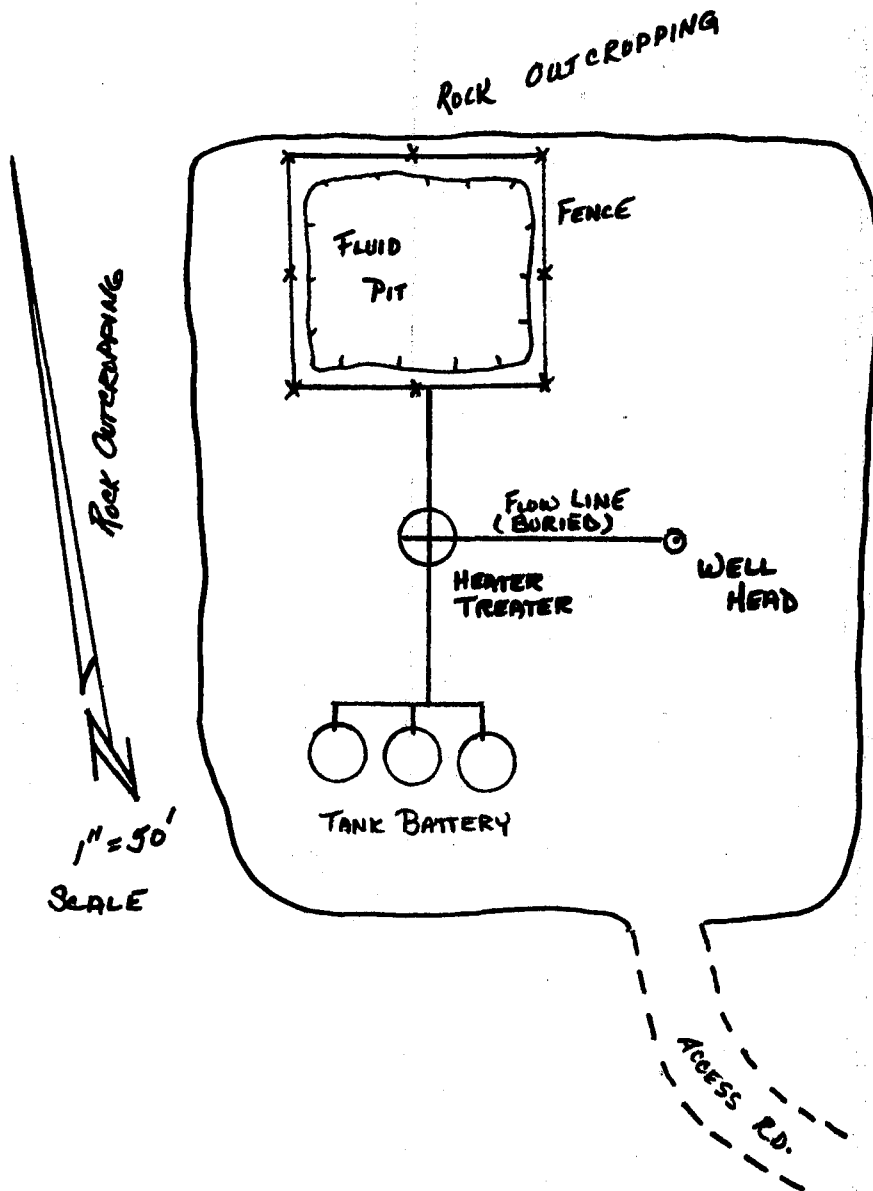 ROCK OUTCROPPING
FENCE
FLUID
PIT
ROCK OUTCROPPING
FLOW LINE
(BURIED)
WELL
HEAD
HEATER
TREATER
N
TANK BATTERY
1" = 50'
SCALE
ACCESS RD.